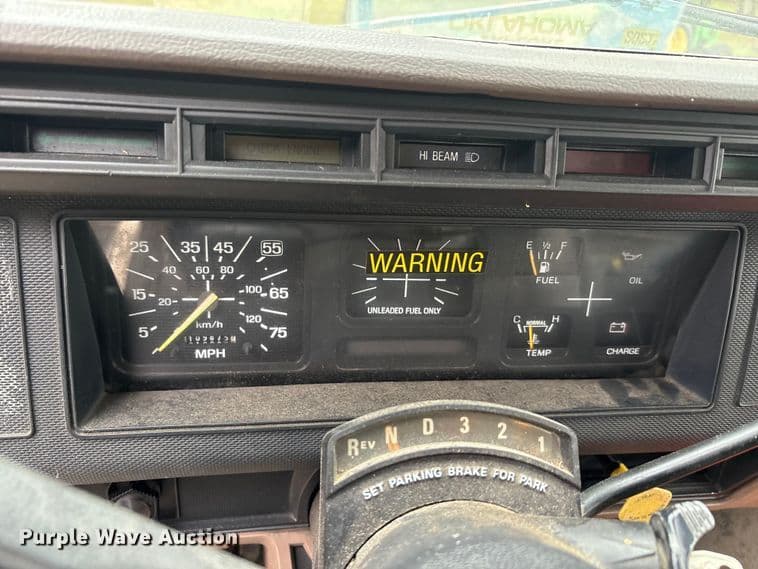 OKLAHOMA
CHECK ENGINE
HI BEAM
25 35 45 55
40 60 80
15 20 100 65
km/h 120
5 75
MPH
WARNING
UNLEADED FUEL ONLY
E ½ F
FUEL
OIL
C NORMAL H
TEMP
CHARGE
REV N D 3 2 1
SET PARKING BRAKE FOR PARK
Purple Wave Auction